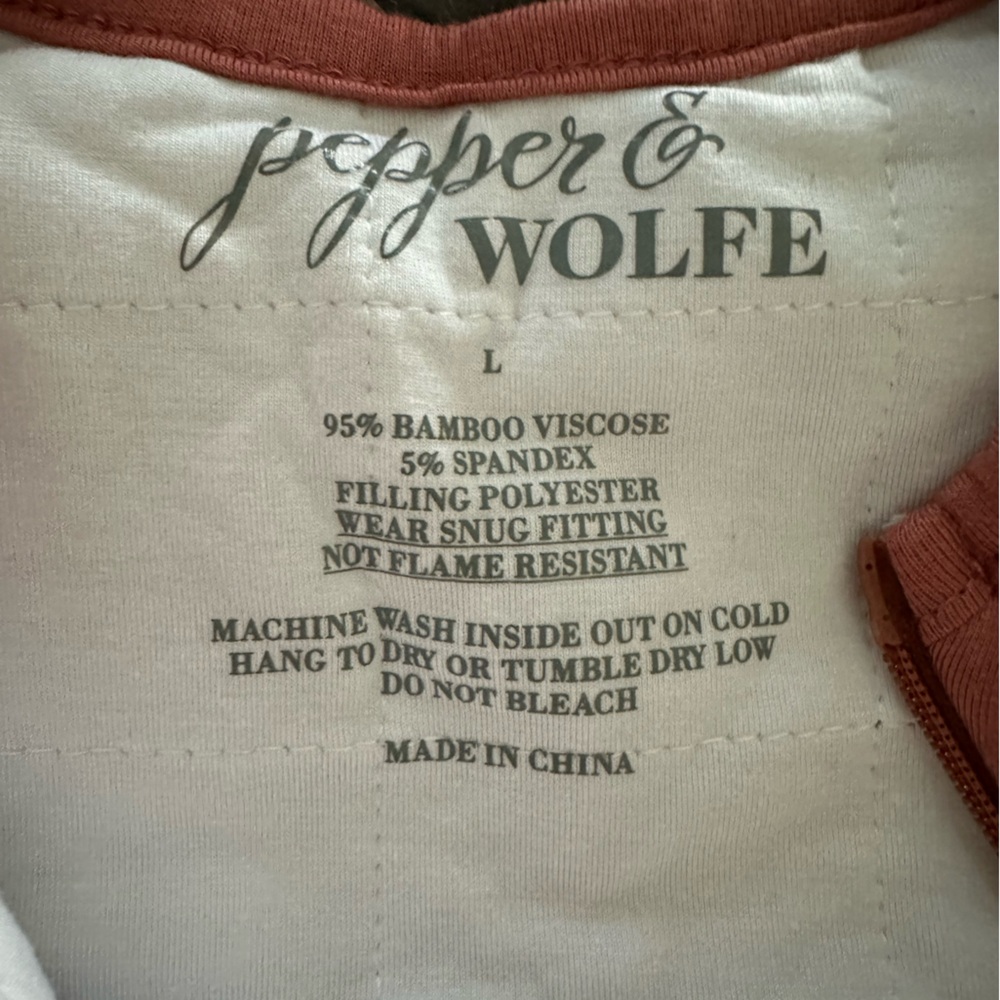 pepper &
WOLFE
L
95% BAMBOO VISCOSE
5% SPANDEX
FILLING POLYESTER
WEAR SNUG FITTING
NOT FLAME RESISTANT
MACHINE WASH INSIDE OUT ON COLD
HANG TO DRY OR TUMBLE DRY LOW
DO NOT BLEACH
MADE IN CHINA